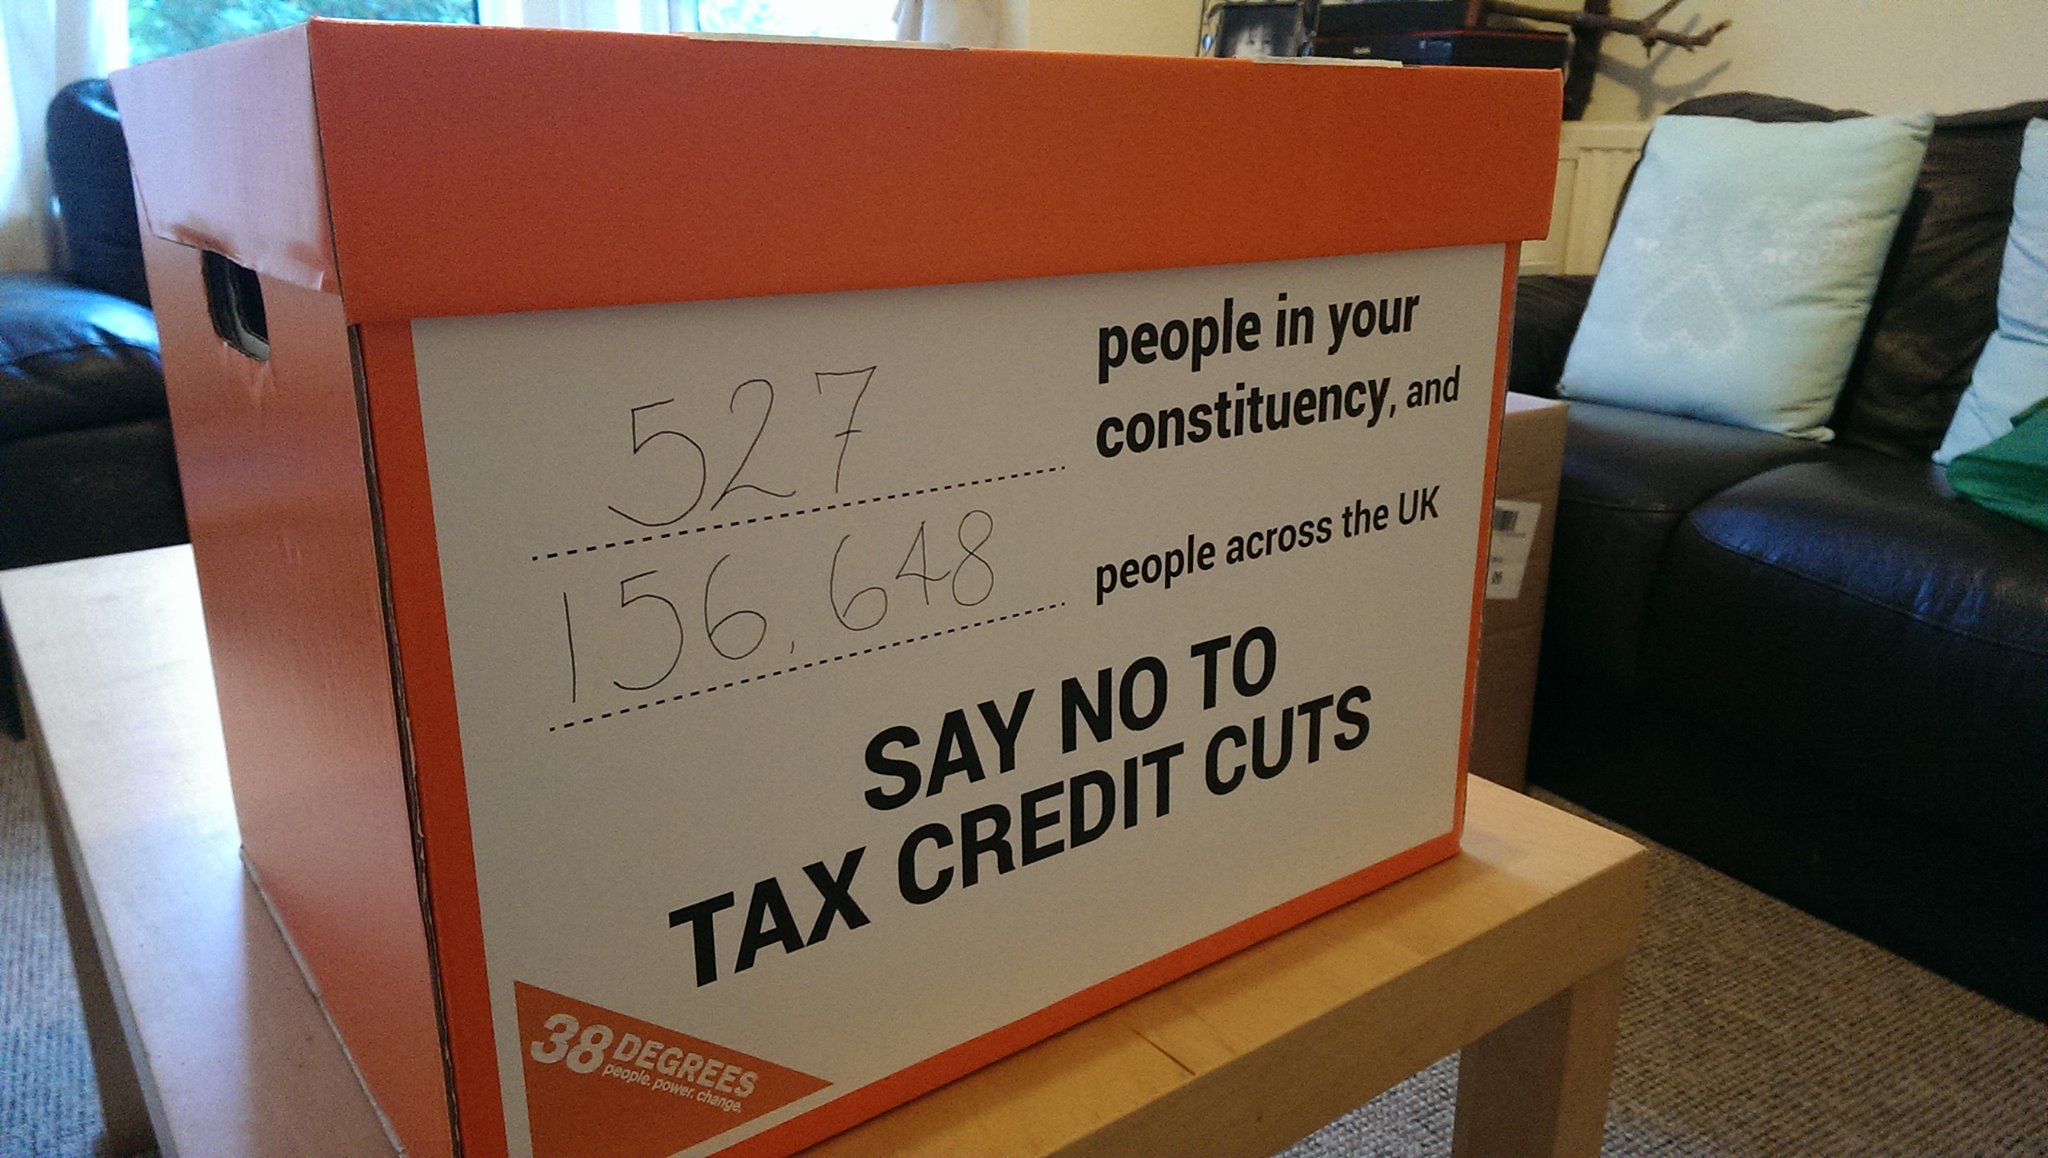 527 people in your
constituency, and
156,648 people across the UK
SAY NO TO
TAX CREDIT CUTS
38 DEGREES
people. power. change.